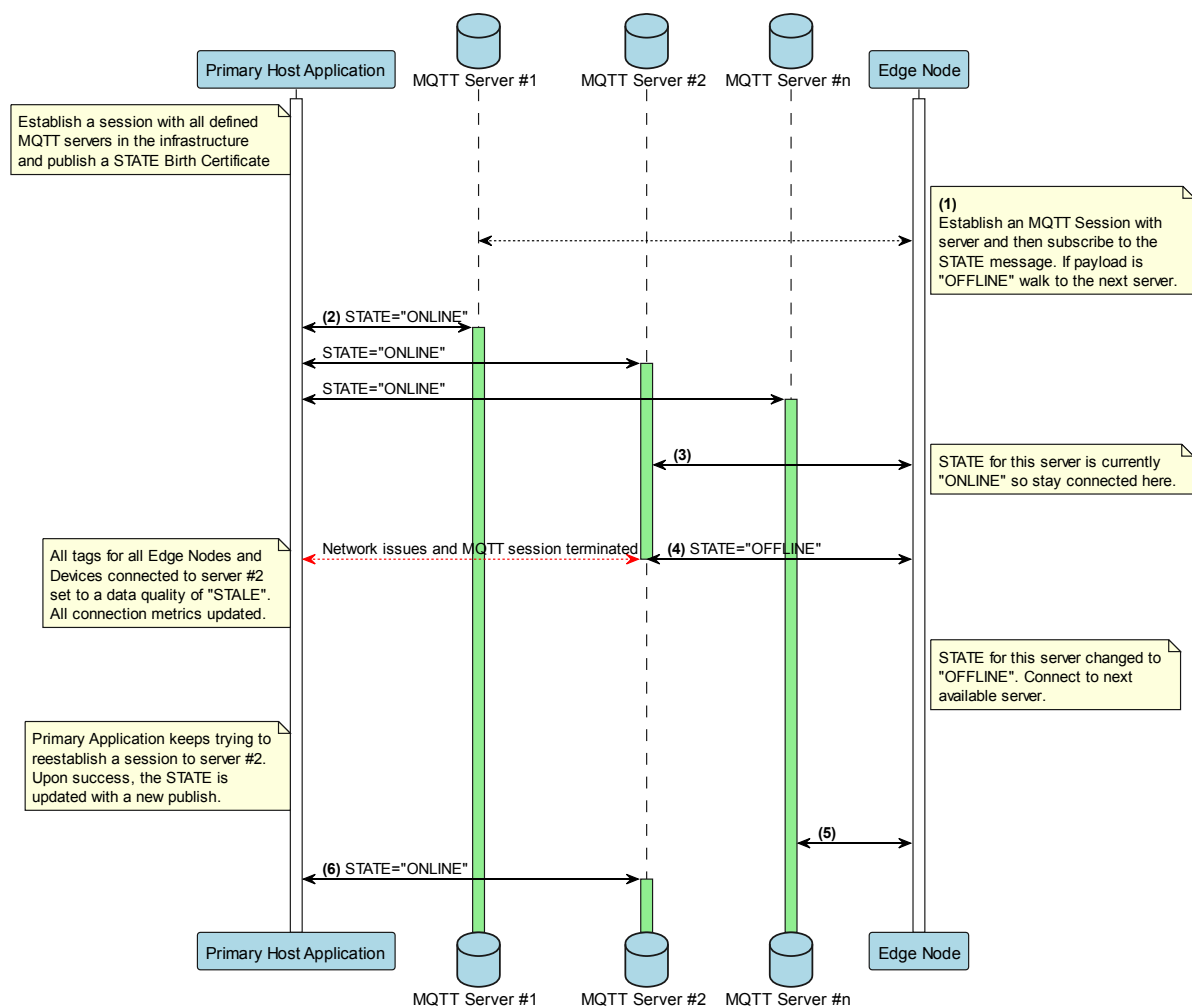 Primary Host Application
MQTT Server #1
MQTT Server #2
MQTT Server #n
Edge Node
Establish a session with all defined
MQTT servers in the infrastructure
and publish a STATE Birth Certificate
(1)
Establish an MQTT Session with
server and then subscribe to the
STATE message. If payload is
"OFFLINE" walk to the next server.
(2) STATE="ONLINE"
STATE="ONLINE"
STATE="ONLINE"
(3)
STATE for this server is currently
"ONLINE" so stay connected here.
All tags for all Edge Nodes and
Devices connected to server #2
set to a data quality of "STALE".
All connection metrics updated.
Network issues and MQTT session terminated
(4) STATE="OFFLINE"
STATE for this server changed to
"OFFLINE". Connect to next
available server.
Primary Application keeps trying to
reestablish a session to server #2.
Upon success, the STATE is
updated with a new publish.
(5)
(6) STATE="ONLINE"
Primary Host Application
MQTT Server #1
MQTT Server #2
MQTT Server #n
Edge Node